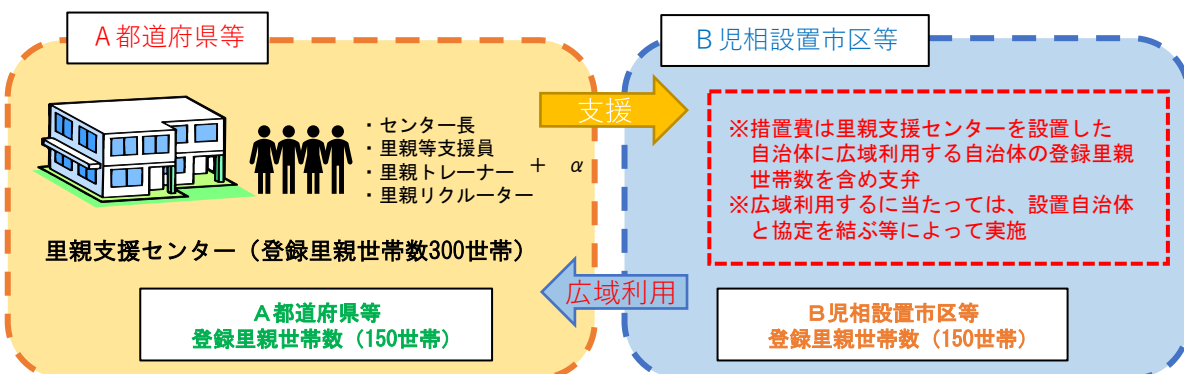 A都道府県等
B児相設置市区等
支援
・センター長
・里親等支援員
・里親トレーナー + α
・里親リクルーター
里親支援センター（登録里親世帯数300世帯）
※措置費は里親支援センターを設置した
自治体に広域利用する自治体の登録里親
世帯数を含め支弁
※広域利用するに当たっては、設置自治体
と協定を結ぶ等によって実施
広域利用
A都道府県等
登録里親世帯数（150世帯）
B児相設置市区等
登録里親世帯数（150世帯）